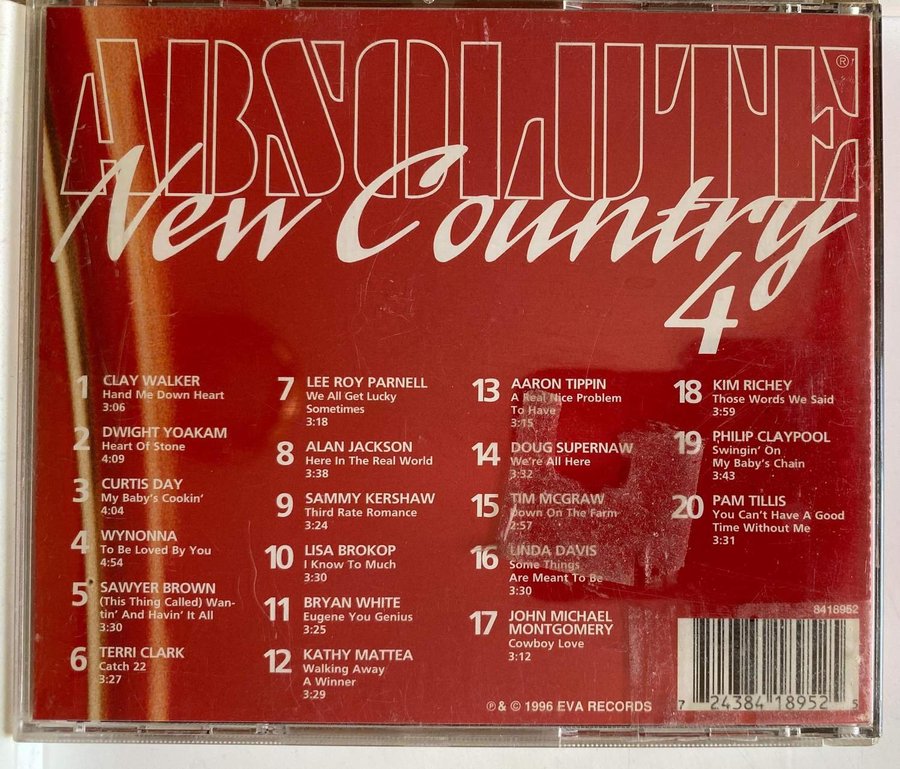 ABSOLUTE®
New Country
4
1 CLAY WALKER
Hand Me Down Heart
3:06
2 DWIGHT YOAKAM
Heart Of Stone
4:09
3 CURTIS DAY
My Baby's Cookin'
4:04
4 WYNONNA
To Be Loved By You
4:54
5 SAWYER BROWN
(This Thing Called) Wan-
tin' And Havin' It All
3:30
6 TERRI CLARK
Catch 22
3:27
7 LEE ROY PARNELL
We All Get Lucky
Sometimes
3:18
8 ALAN JACKSON
Here In The Real World
3:38
9 SAMMY KERSHAW
Third Rate Romance
3:24
10 LISA BROKOP
I Know To Much
3:30
11 BRYAN WHITE
Eugene You Genius
3:25
12 KATHY MATTEA
Walking Away
A Winner
3:29
13 AARON TIPPIN
A Real Nice Problem
To Have
3:15
14 DOUG SUPERNAW
We're All Here
3:32
15 TIM MCGRAW
Down On The Farm
2:57
16 LINDA DAVIS
Some Things
Are Meant To Be
3:30
17 JOHN MICHAEL
MONTGOMERY
Cowboy Love
3:12
18 KIM RICHEY
Those Words We Said
3:59
19 PHILIP CLAYPOOL
Swingin' On
My Baby's Chain
3:43
20 PAM TILLIS
You Can't Have A Good
Time Without Me
3:31
8418952
7 24384 18952 5
℗ & © 1996 EVA RECORDS